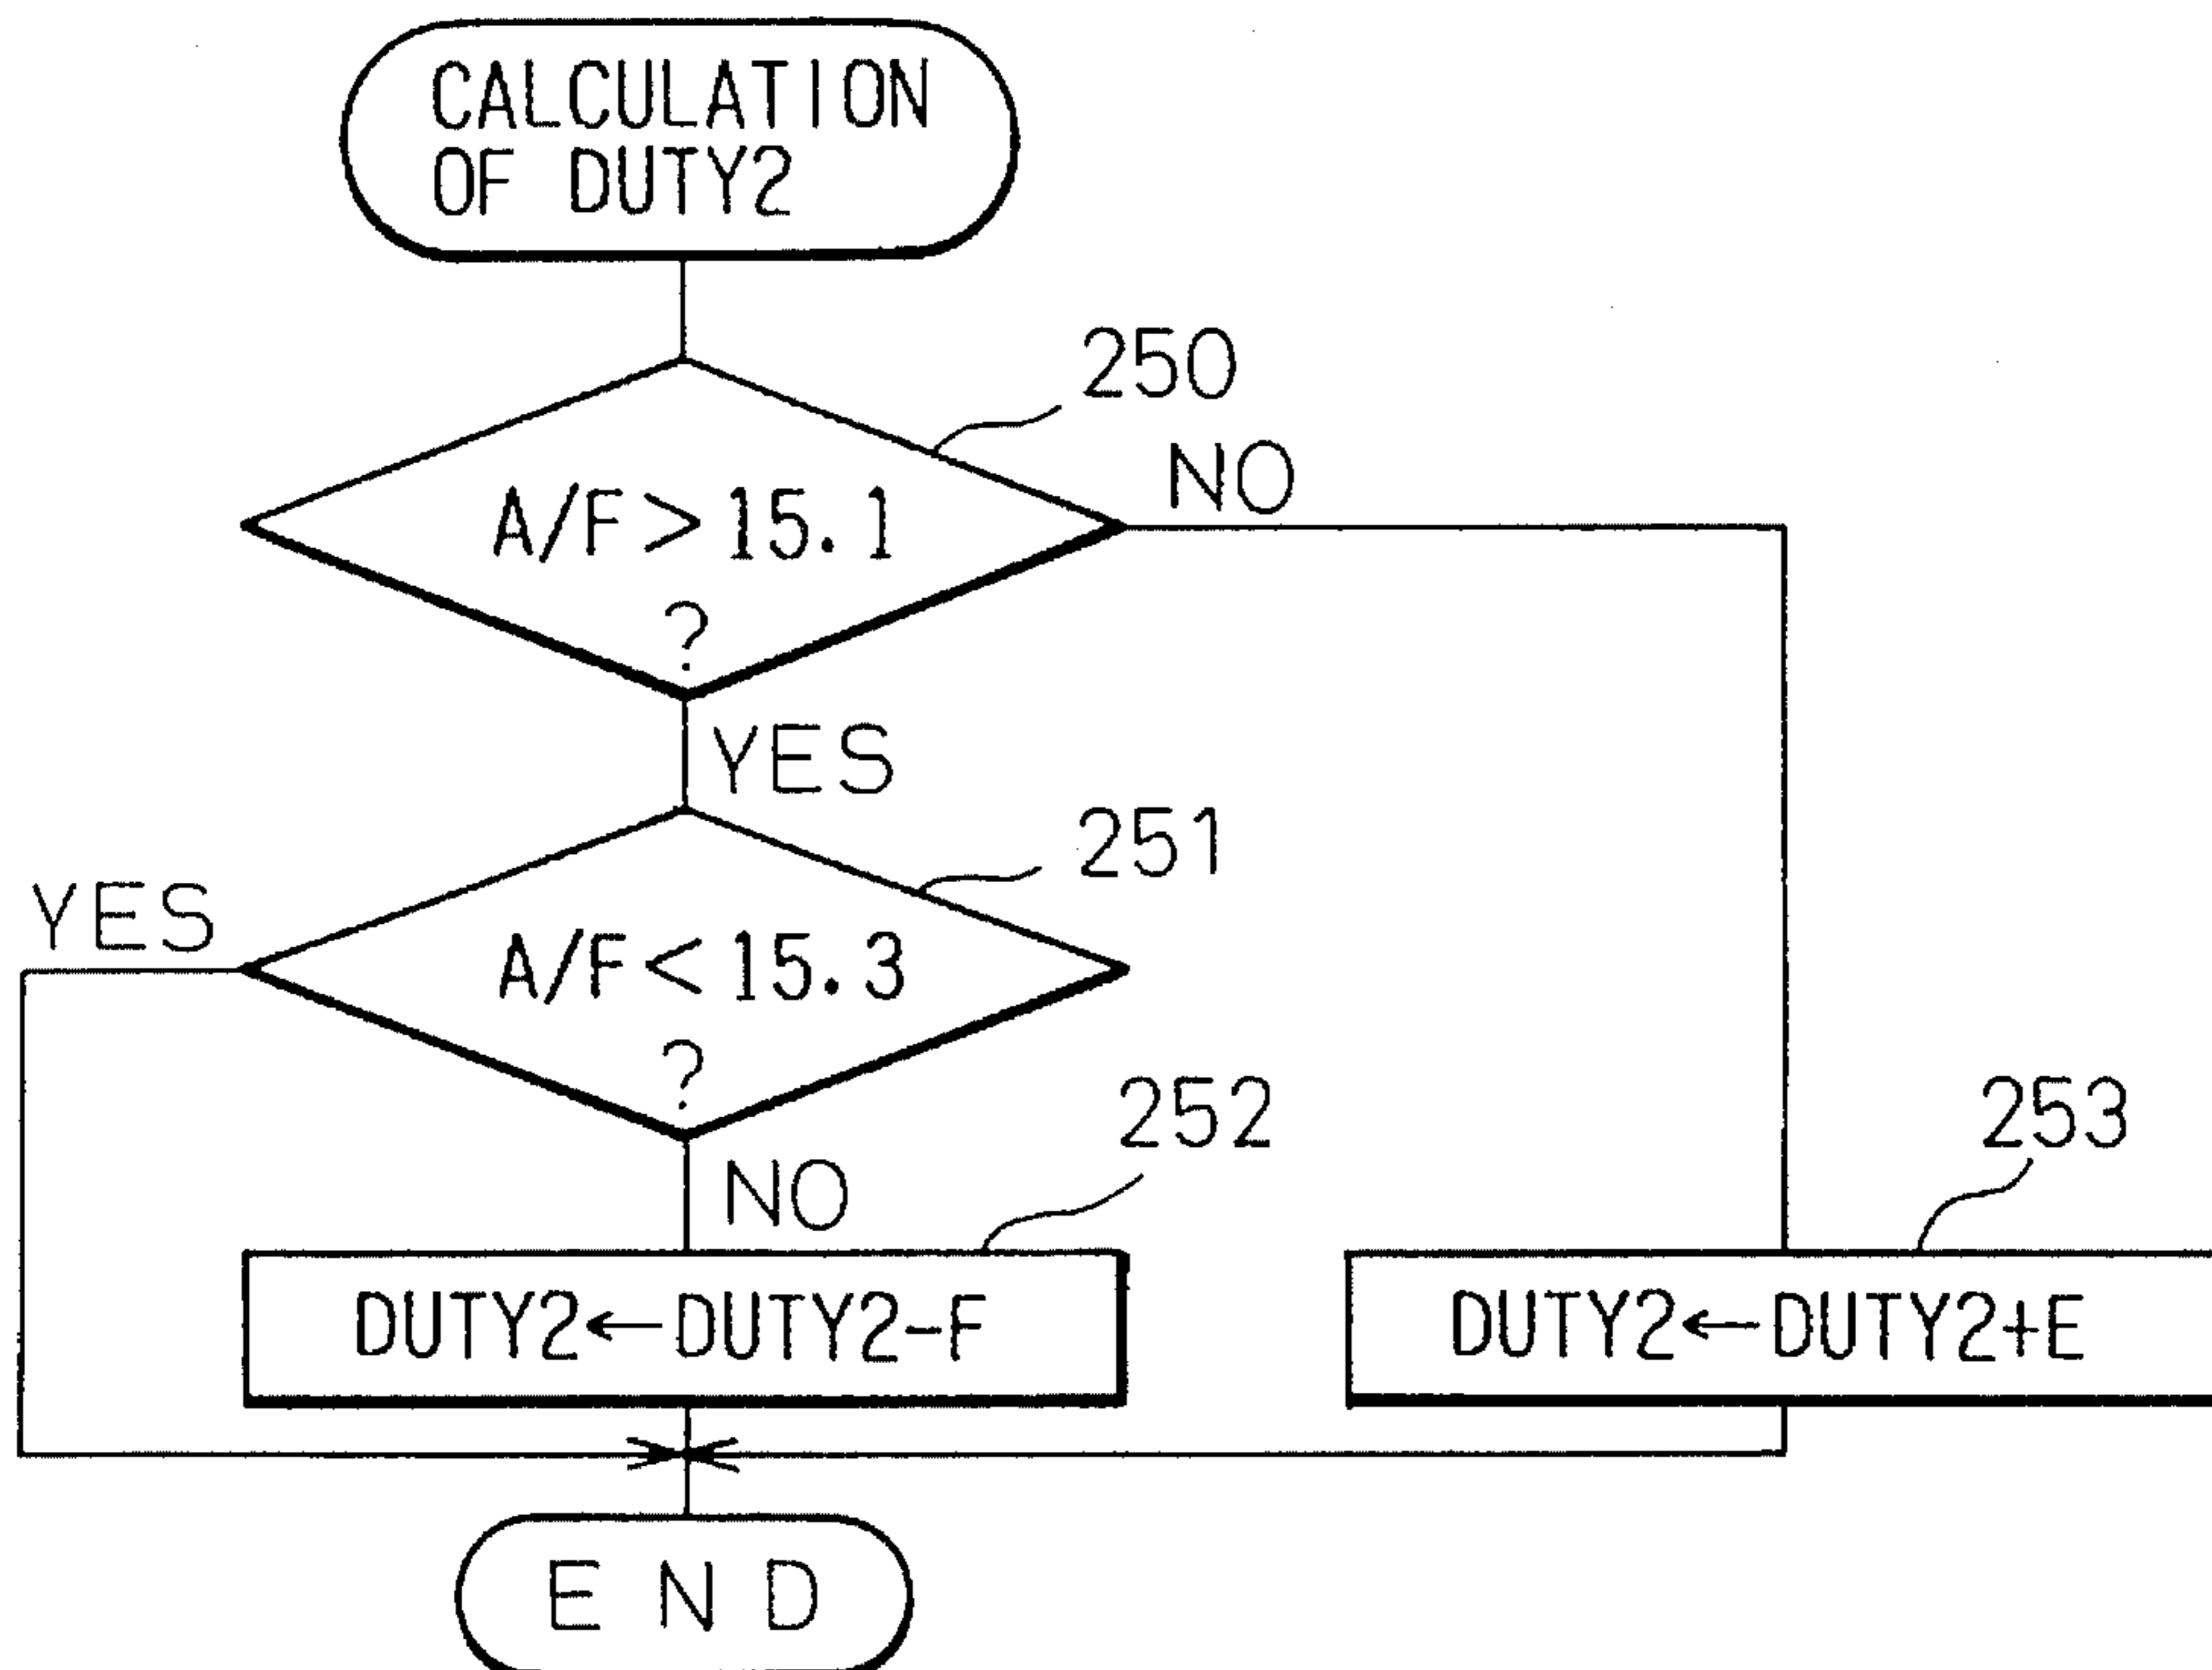 CALCULATION
OF DUTY2
250
NO
A/F>15.1
?
YES
251
YES
A/F<15.3
?
252
253
NO
DUTY2←DUTY2-F
DUTY2←DUTY2+E
END